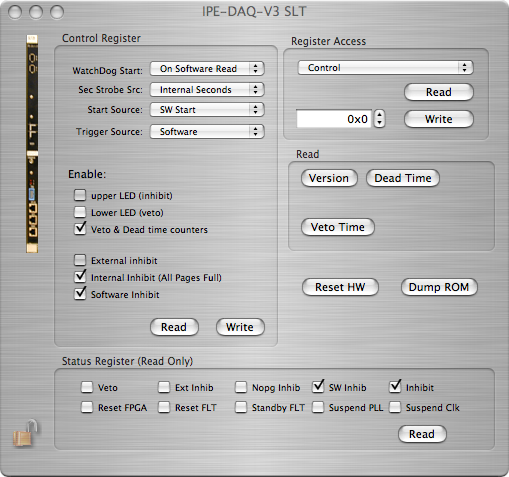 IPE-DAQ-V3 SLT
Control Register
WatchDog Start: On Software Read
Sec Strobe Src: Internal Seconds
Start Source: SW Start
Trigger Source: Software
Enable:
upper LED (inhibit)
Lower LED (veto)
Veto & Dead time counters
External inhibit
Internal Inhibit (All Pages Full)
Software Inhibit
Read Write
Register Access
Control
Read
0x0 Write
Read
Version Dead Time
Veto Time
Reset HW Dump ROM
Status Register (Read Only)
Veto Ext Inhib Nopg Inhib SW Inhib Inhibit
Reset FPGA Reset FLT Standby FLT Suspend PLL Suspend Clk
Read